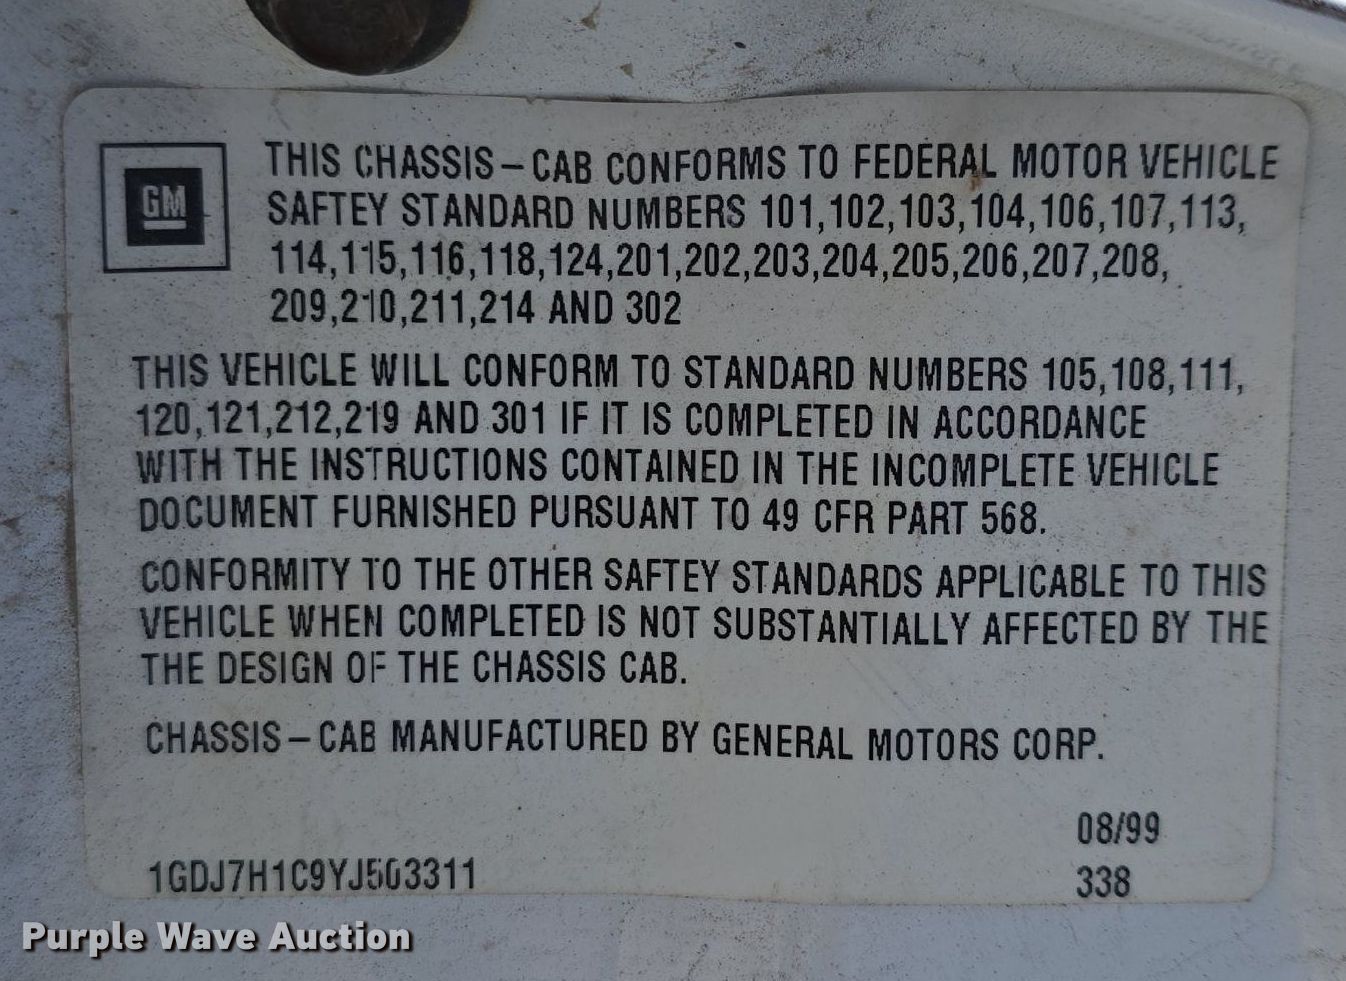 GM
THIS CHASSIS-CAB CONFORMS TO FEDERAL MOTOR VEHICLE
SAFTEY STANDARD NUMBERS 101,102,103,104,106,107,113,
114,115,116,118,124,201,202,203,204,205,206,207,208,
209,210,211,214 AND 302
THIS VEHICLE WILL CONFORM TO STANDARD NUMBERS 105,108,111,
120,121,212,219 AND 301 IF IT IS COMPLETED IN ACCORDANCE
WITH THE INSTRUCTIONS CONTAINED IN THE INCOMPLETE VEHICLE
DOCUMENT FURNISHED PURSUANT TO 49 CFR PART 568.
CONFORMITY TO THE OTHER SAFTEY STANDARDS APPLICABLE TO THIS
VEHICLE WHEN COMPLETED IS NOT SUBSTANTIALLY AFFECTED BY THE
THE DESIGN OF THE CHASSIS CAB.
CHASSIS-CAB MANUFACTURED BY GENERAL MOTORS CORP.
08/99
1GDJ7H1C9YJ503311
338
Purple Wave Auction